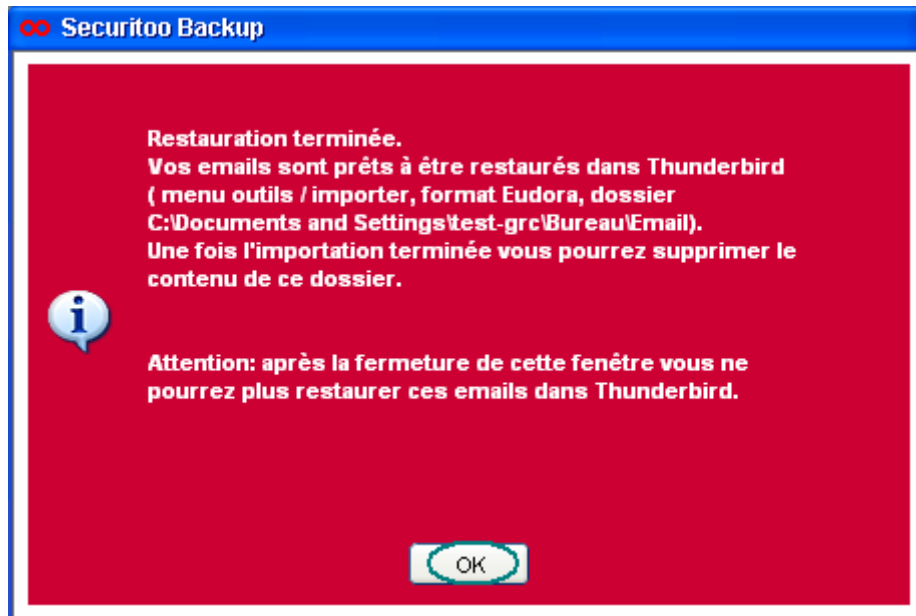 Securitoo Backup
Restauration terminée.
Vos emails sont prêts à être restaurés dans Thunderbird
( menu outils / importer, format Eudora, dossier
C:\Documents and Settings\test-grc\Bureau\Email).
Une fois l'importation terminée vous pourrez supprimer le
contenu de ce dossier.
Attention: après la fermeture de cette fenêtre vous ne
pourrez plus restaurer ces emails dans Thunderbird.
OK